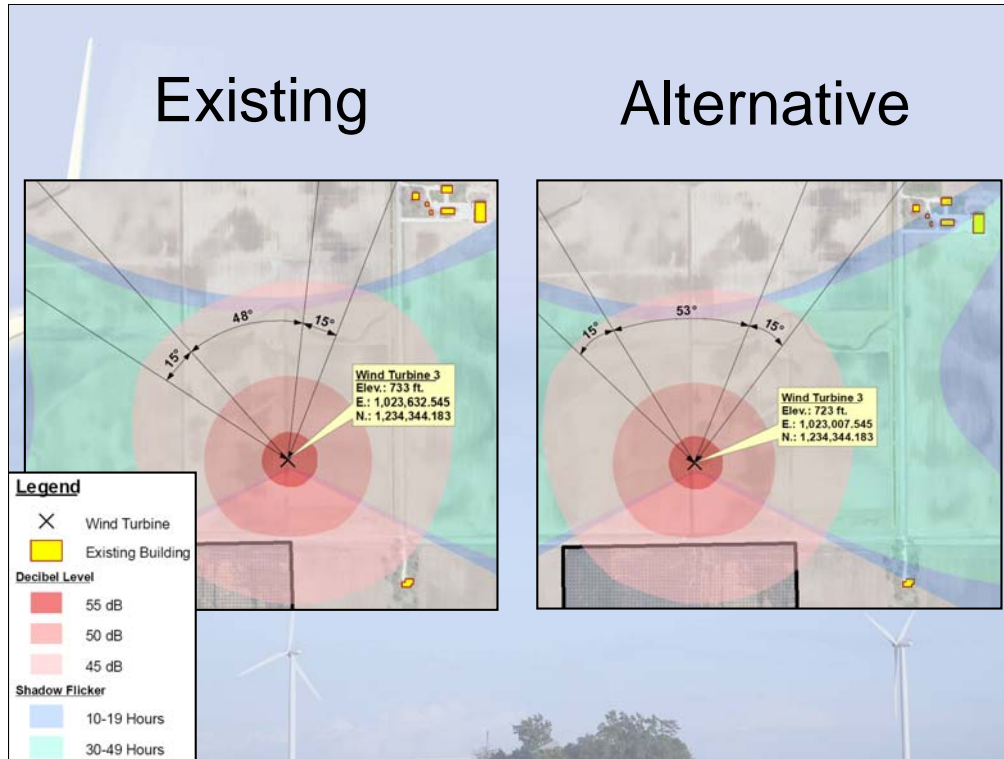 Existing
Alternative
48°
15°
15°
Wind Turbine 3
Elev.: 733 ft.
E.: 1,023,632.545
N.: 1,234,344.183
53°
15°
15°
Wind Turbine 3
Elev.: 723 ft.
E.: 1,023,007.545
N.: 1,234,344.183
Legend
Wind Turbine
Existing Building
Decibel Level
55 dB
50 dB
45 dB
Shadow Flicker
10-19 Hours
30-49 Hours